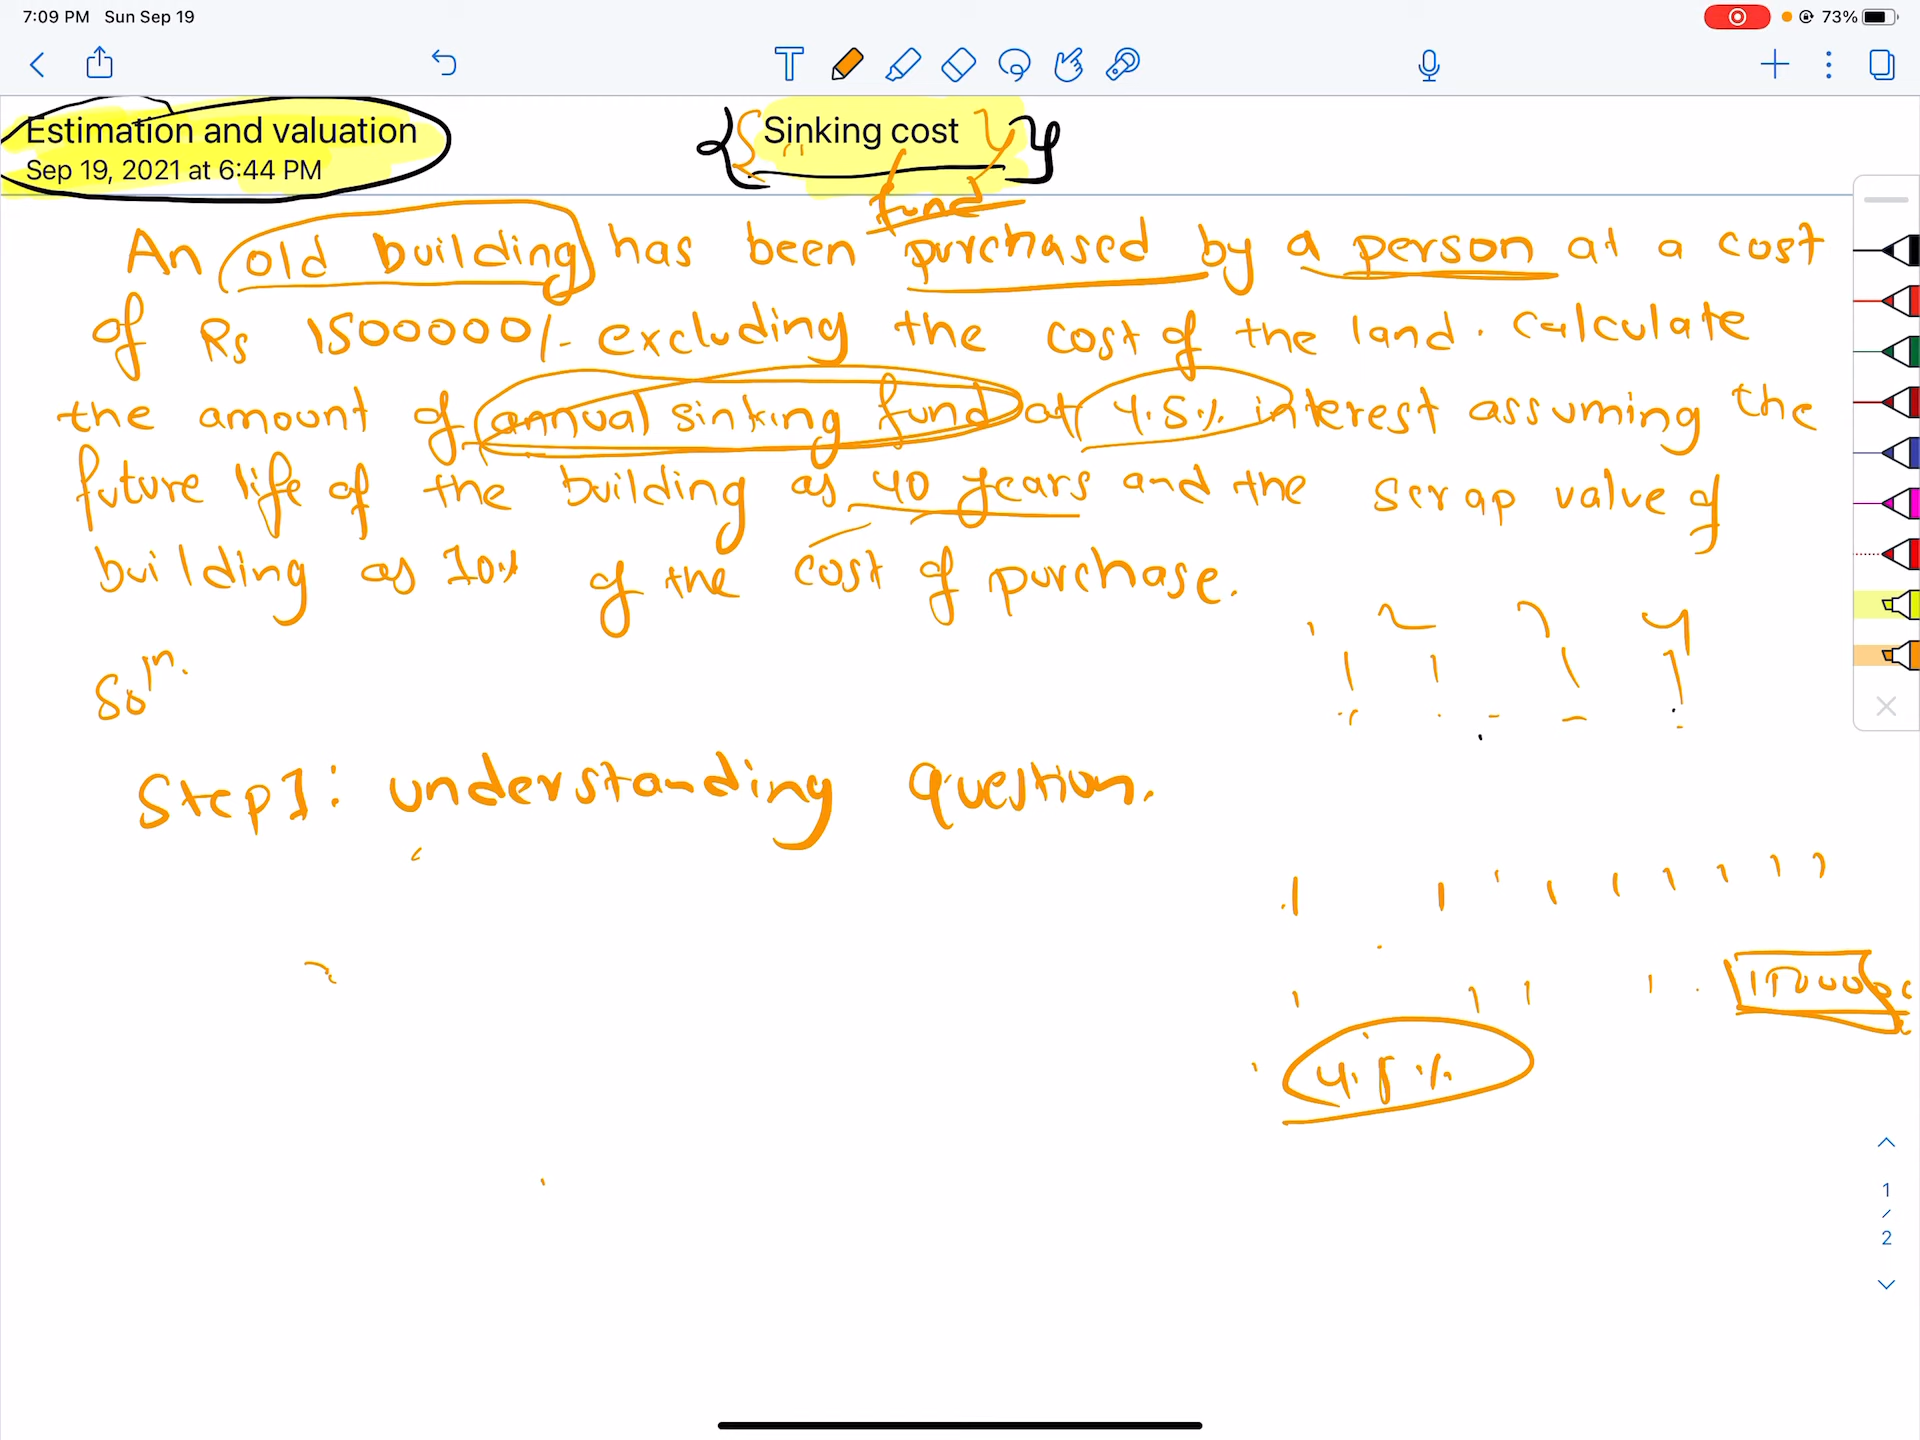 7:09 PM Sun Sep 19
73%
Estimation and valuation
Sep 19, 2021 at 6:44 PM
Sinking cost
fund
An old building has been purchased by a person at a cost
of Rs 1500000/- excluding the cost of the land. Calculate
the amount of annual sinking fund at 4.5% interest assuming the
future life of the building as 40 years and the scrap value of
building as 10% of the cost of purchase.
Soln.
Step1: understanding question.
4.5%
1
/
2